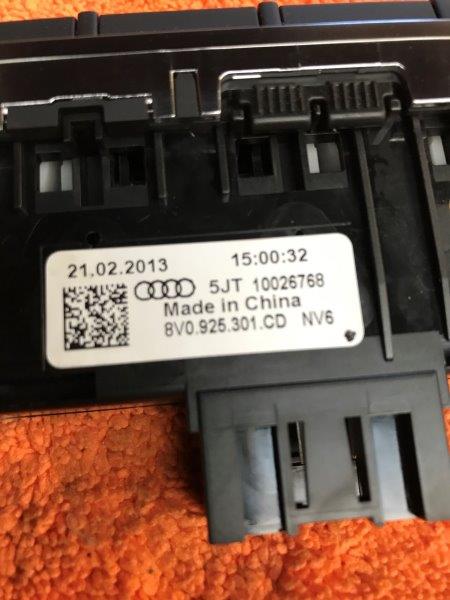 21.02.2013 15:00:32
5JT 10026768
Made in China
8V0.925.301.CD NV6